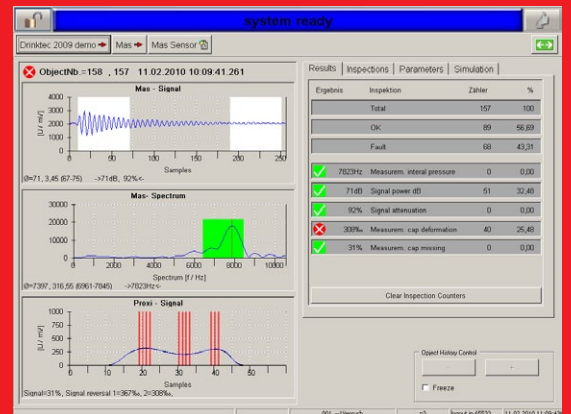 system ready
Drinktec 2009 demo Mas Mas Sensor
ObjectNb.=158 , 157 11.02.2010 10:09:41.261
Mas - Signal
[U/ mV]
4000
3000
2000
1000
0
0 50 100 150 200 250
Samples
Ø=71, 3,45 (67-75) ->71dB, 92%<-
Mas- Spectrum
30000
20000
10000
0
0 2000 4000 6000 8000 10000
Spectrum [f / Hz]
Ø=7397, 316,55 (6961-7845) ->7823Hz<-
Proxi - Signal
[U/ mV]
1000
750
500
250
0
0 10 20 30 40 50
Samples
Signal=31%, Signal reversal 1=367‰, 2=308‰,
Results Inspections Parameters Simulation
Ergebnis Inspektion Zähler %
Total 157 100
OK 89 56,69
Fault 68 43,31
7823Hz Measurem. interal pressure 0 0,00
71dB Signal power dB 51 32,48
92% Signal attenuation 0 0,00
308‰ Measurem. cap deformation 40 25,48
31% Measurem. cap missing 0 0,00
Clear Inspection Counters
Object History Control
Freeze